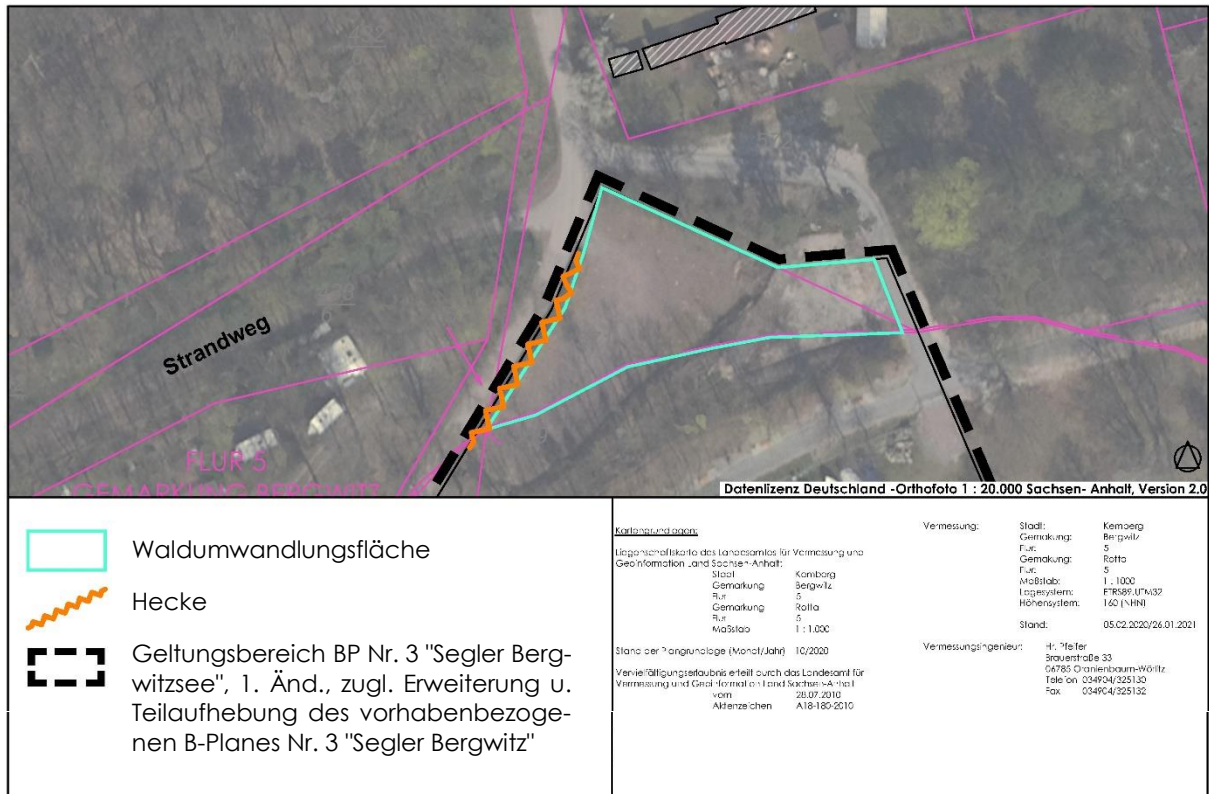 Strandweg
FLUR 5
GEMARKUNG BERGWITZ
Datenlizenz Deutschland -Orthofoto 1 : 20.000 Sachsen- Anhalt, Version 2.0
Waldumwandlungsfläche
Hecke
Geltungsbereich BP Nr. 3 "Segler Berg-
witzsee", 1. Änd., zugl. Erweiterung u.
Teilaufhebung des vorhabenbezoge-
nen B-Planes Nr. 3 "Segler Bergwitz"
Kartengrundlagen:
Liegenschaftskarte des Landesamtes für Vermessung und
Geoinformation Land Sachsen-Anhalt:
Stadt Kemberg
Gemarkung Bergwitz
Flur 5
Gemarkung Rotta
Flur 5
Maßstab 1 : 1.000
Stand der Plangrundlage (Monat/Jahr) 10/2020
Vervielfältigungserlaubnis erteilt durch das Landesamt für
Vermessung und Geoinformation Land Sachsen-Anhalt
vom 28.07.2010
Aktenzeichen A18-180-2010
Vermessung: Stadt: Kemberg
Gemakung: Bergwitz
Flur: 5
Gemakung: Rotta
Flur: 5
Maßstab: 1 : 1000
Lagesystem: ETRS89.UTM32
Höhensystem: 160 (NHN)
Stand: 05.02.2020/26.01.2021
Vermessungsingenieur: Hr. Pfeifer
Brauerstraße 33
06785 Oranienbaum-Wörlitz
Telefon 034904/325130
Fax 034904/325132